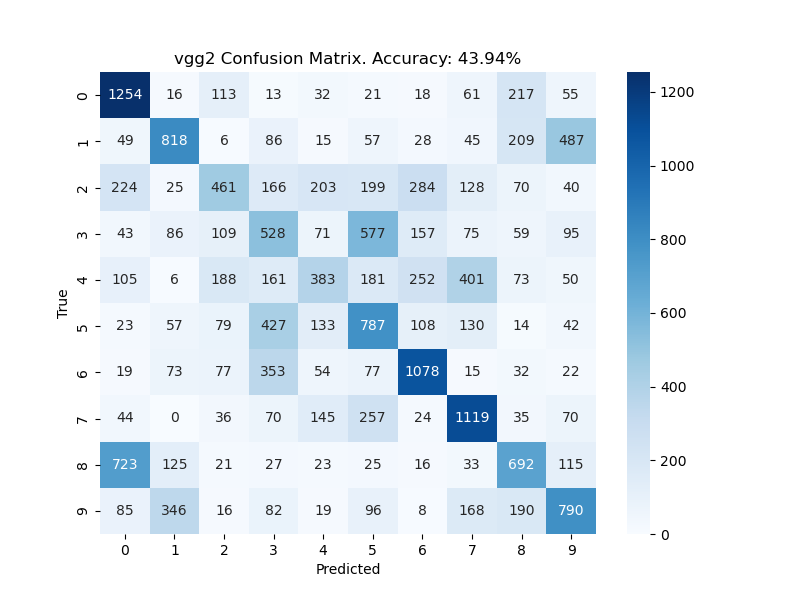 vgg2 Confusion Matrix. Accuracy: 43.94%
0 1254 16 113 13 32 21 18 61 217 55
1 49 818 6 86 15 57 28 45 209 487
2 224 25 461 166 203 199 284 128 70 40
3 43 86 109 528 71 577 157 75 59 95
4 105 6 188 161 383 181 252 401 73 50
5 23 57 79 427 133 787 108 130 14 42
6 19 73 77 353 54 77 1078 15 32 22
7 44 0 36 70 145 257 24 1119 35 70
8 723 125 21 27 23 25 16 33 692 115
9 85 346 16 82 19 96 8 168 190 790
0 1 2 3 4 5 6 7 8 9
Predicted
True
1200
1000
800
600
400
200
0